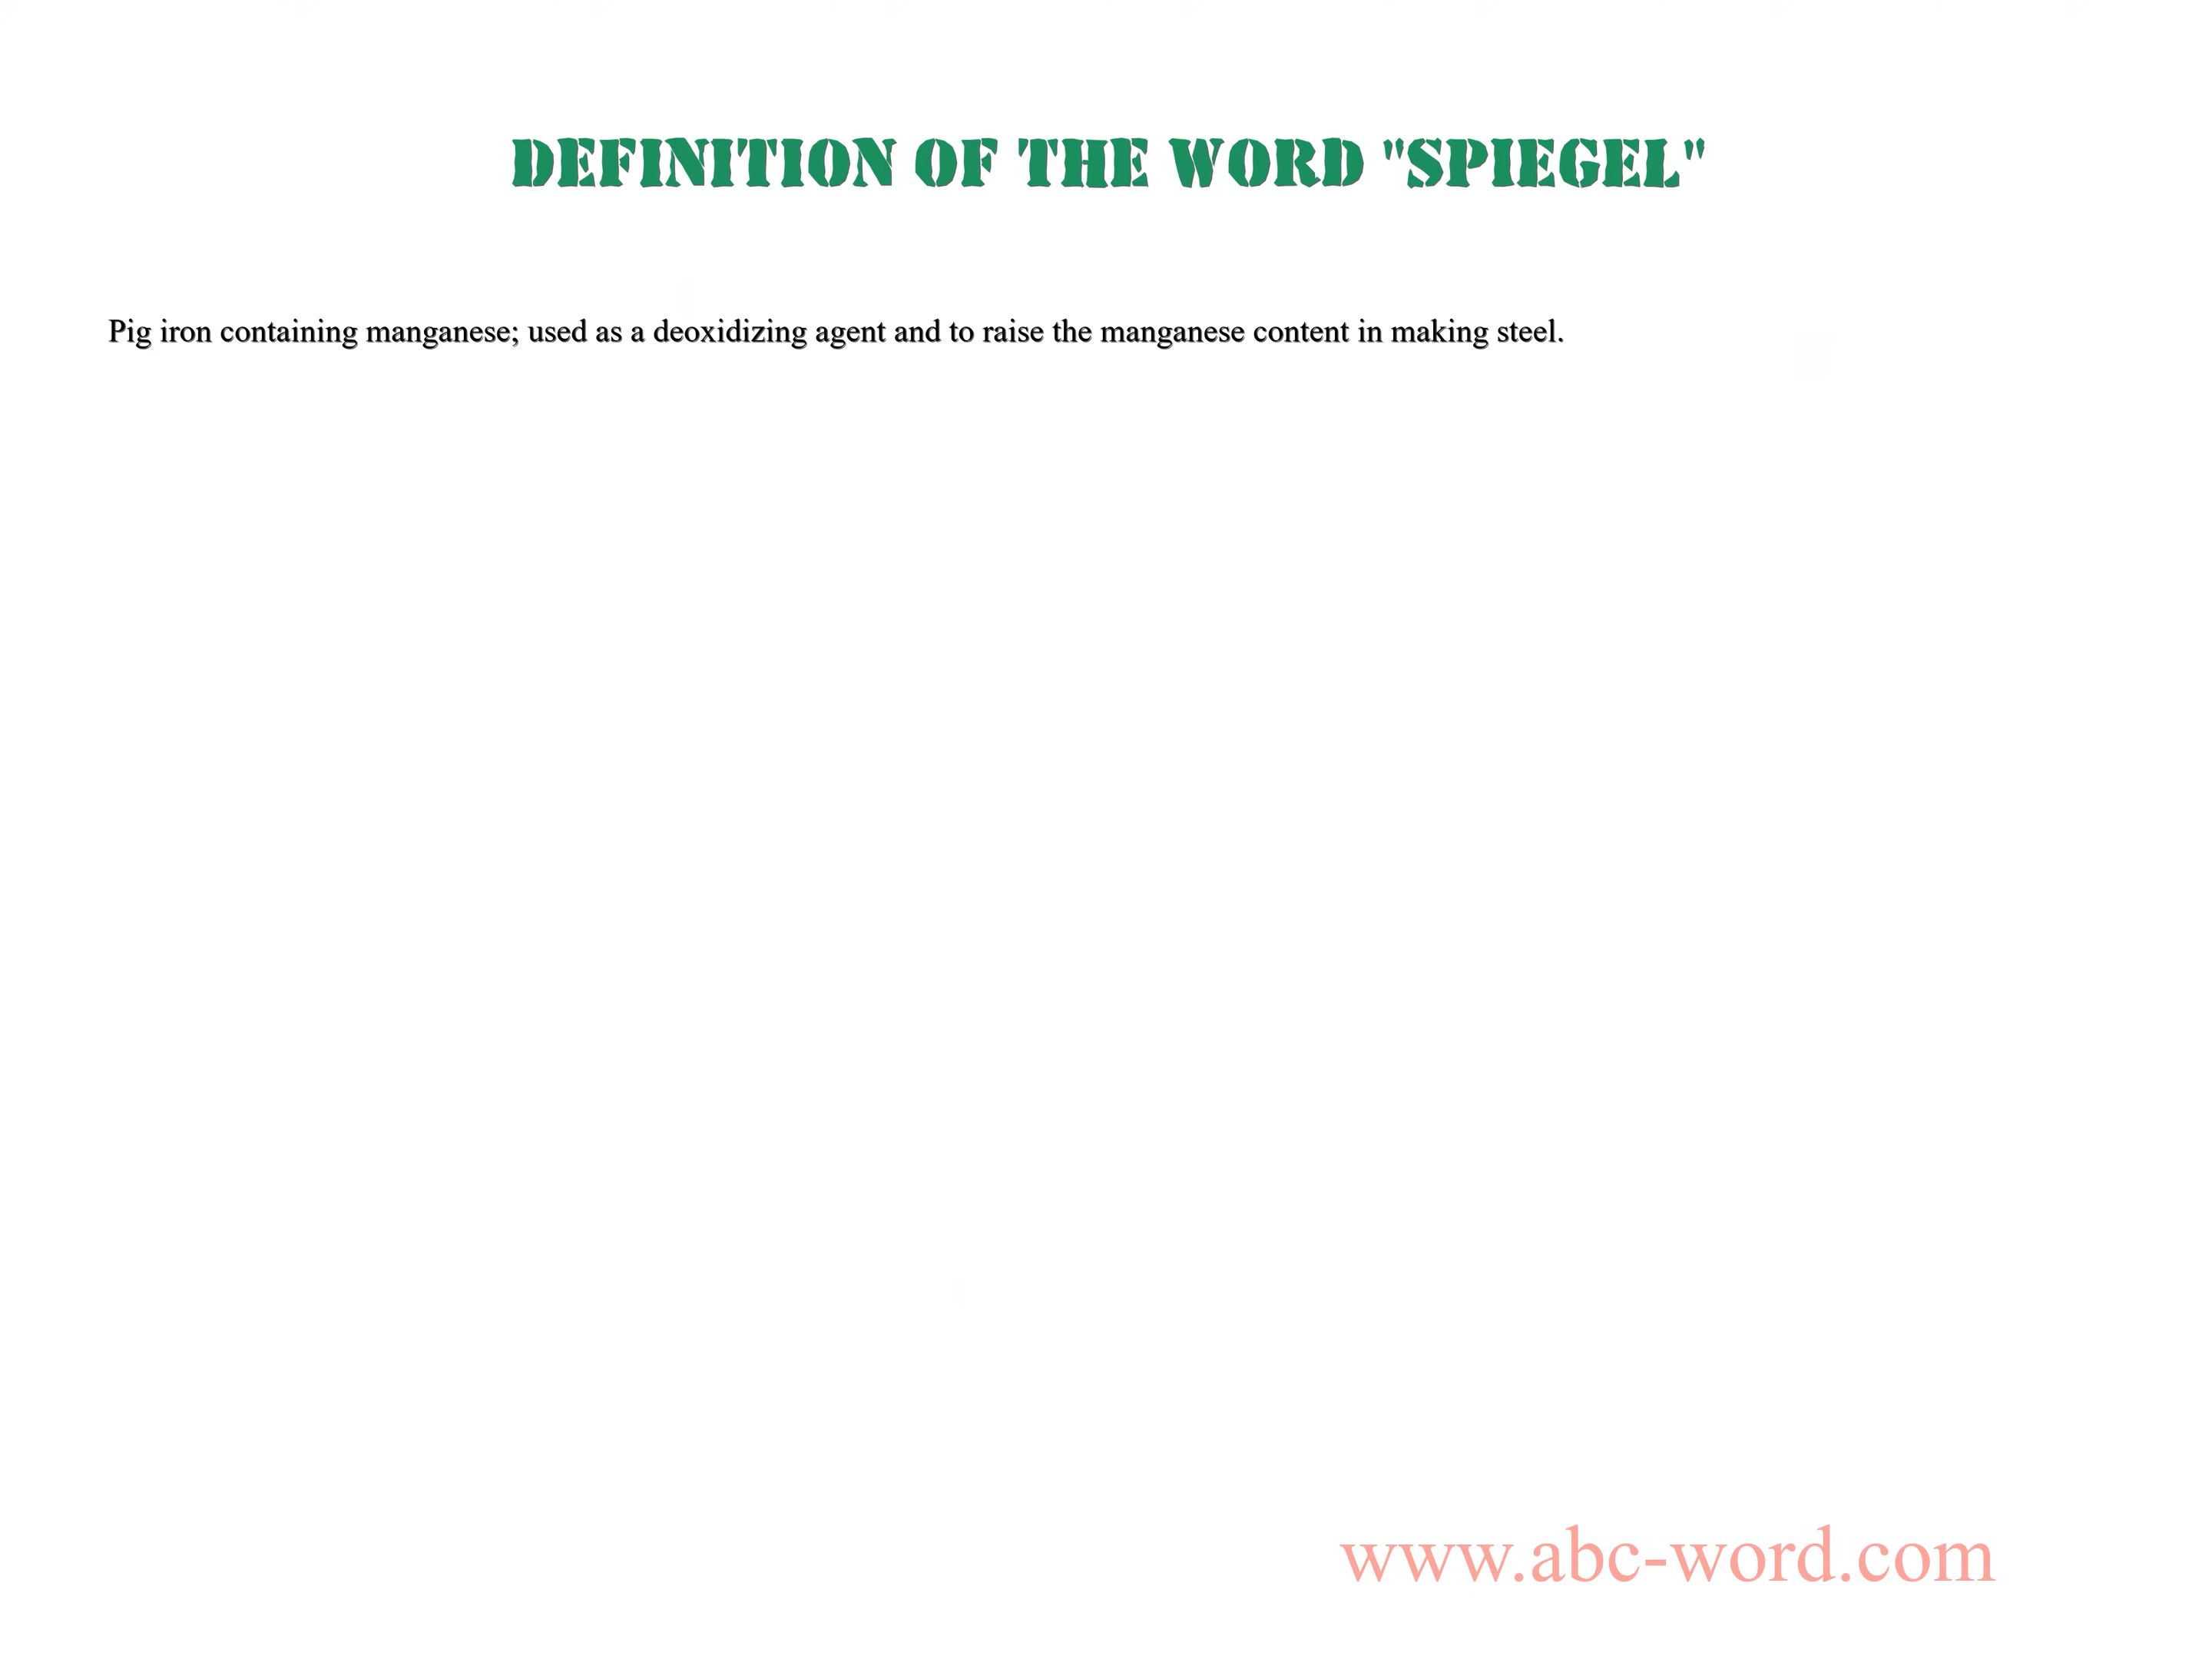 DEFINITION OF THE WORD "SPIEGEL"
Pig iron containing manganese; used as a deoxidizing agent and to raise the manganese content in making steel.
www.abc-word.com